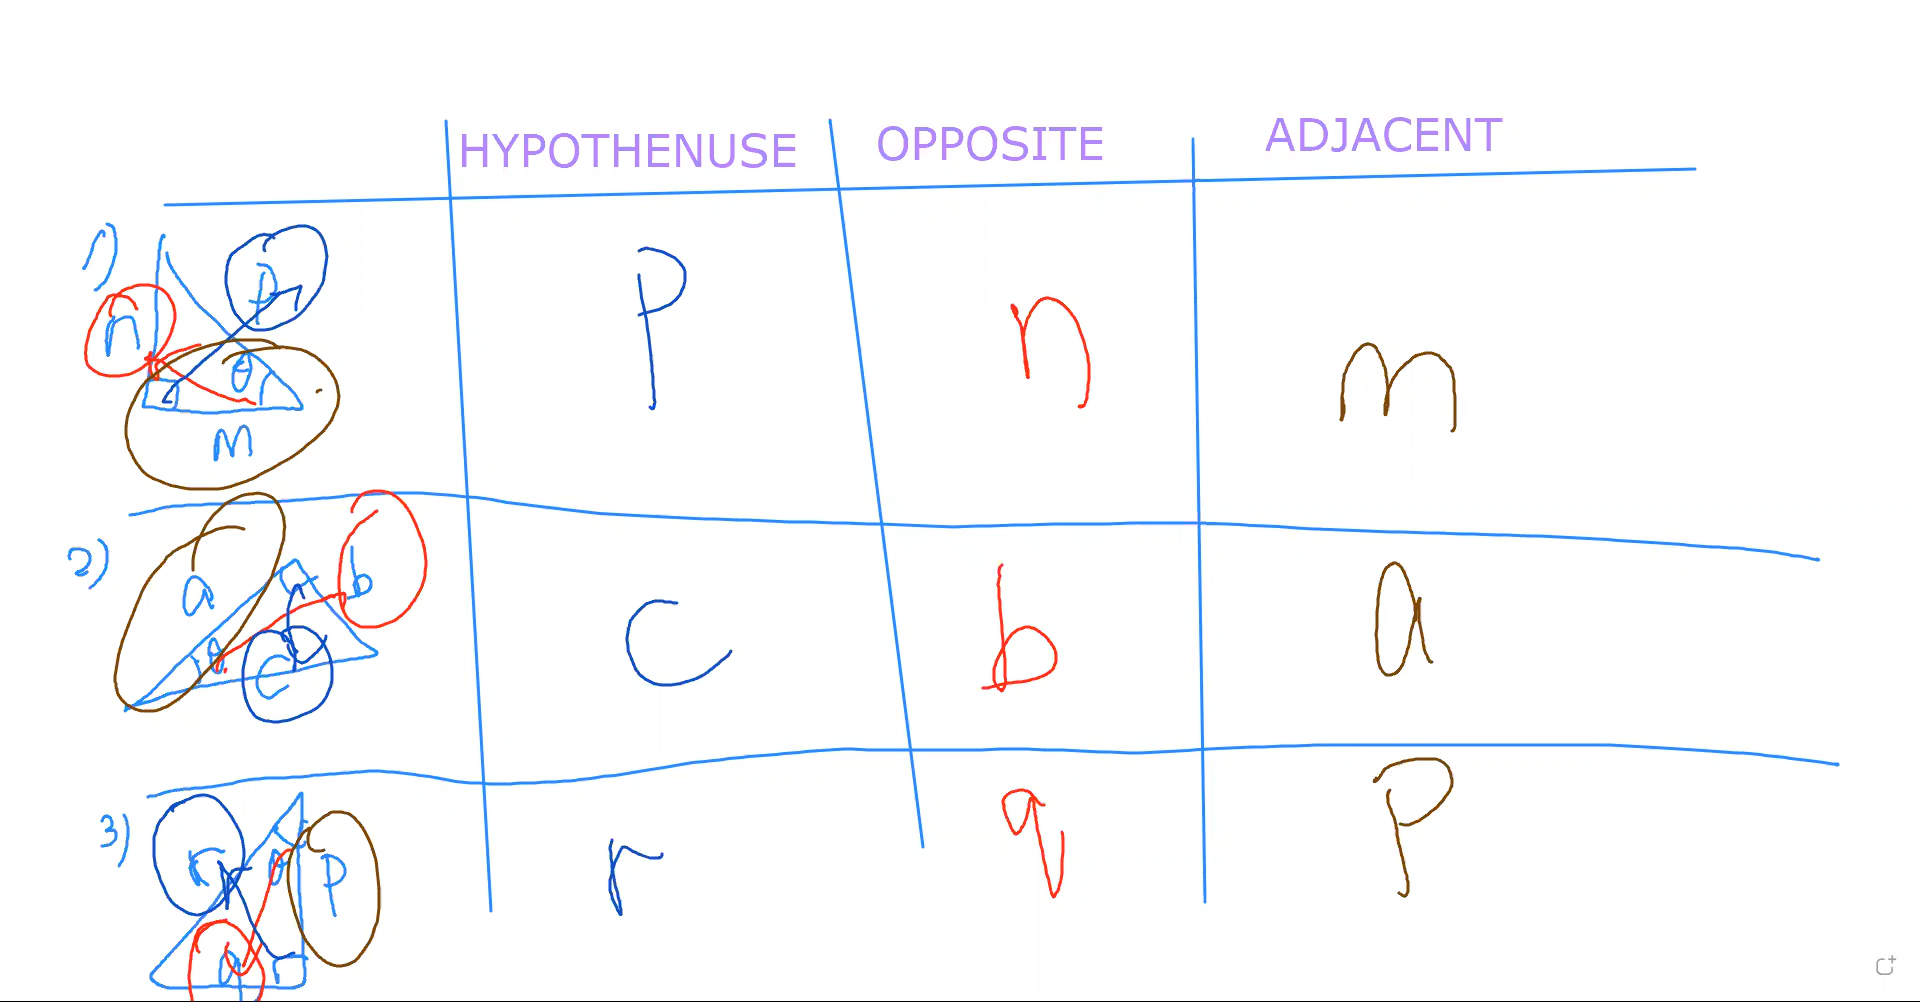 HYPOTHENUSE OPPOSITE ADJACENT
1) n P θ m P n m
2) a b θ c c b a
3) r θ P q r q P